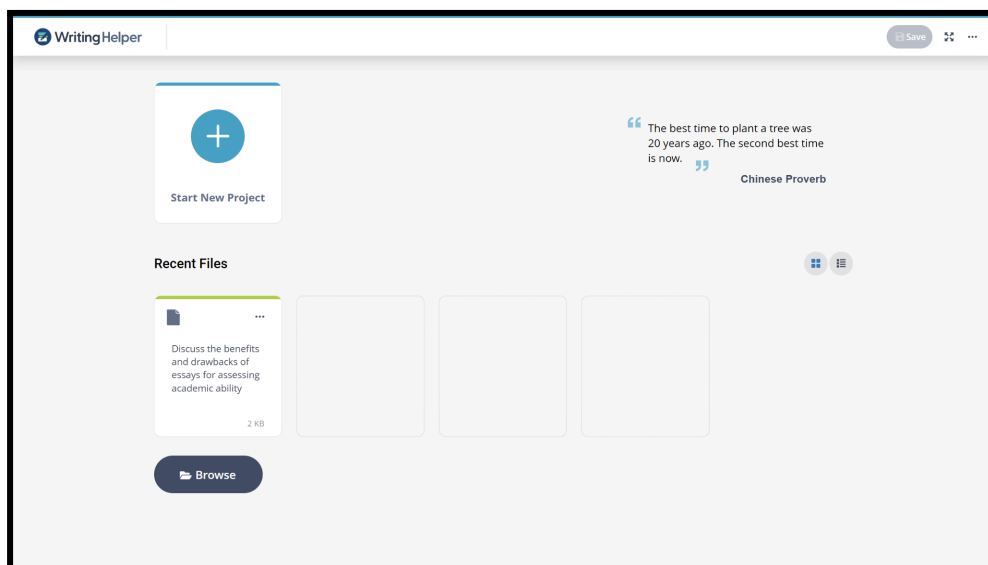 WritingHelper
Save
Start New Project
The best time to plant a tree was
20 years ago. The second best time
is now.
Chinese Proverb
Recent Files
Discuss the benefits
and drawbacks of
essays for assessing
academic ability
2 KB
Browse